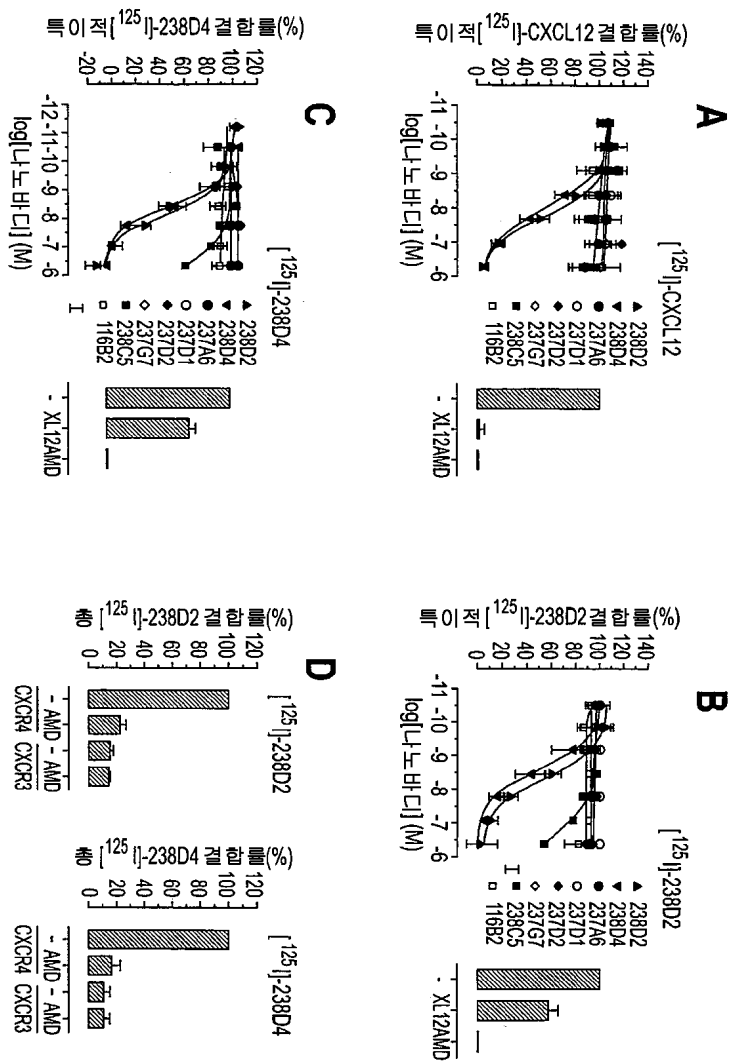 A
[¹²⁵I]-CXCL12
특이적[¹²⁵I]-CXCL12 결합률(%)
140
120
100
80
60
40
20
0
-11 -10 -9 -8 -7 -6
log[나노바디] (M)
238D2
238D4
237A6
237D1
237D2
237G7
238C5
116B2
- XL12AMD
B
[¹²⁵I]-238D2
특이적[¹²⁵I]-238D2 결합률(%)
140
120
100
80
60
40
20
0
-11 -10 -9 -8 -7 -6
log[나노바디] (M)
238D2
238D4
237A6
237D1
237D2
237G7
238C5
116B2
- XL12AMD
C
[¹²⁵I]-238D4
특이적[¹²⁵I]-238D4 결합률(%)
120
100
80
60
40
20
0
-20
-12 -11 -10 -9 -8 -7 -6
log[나노바디] (M)
238D2
238D4
237A6
237D1
237D2
237G7
238C5
116B2
- XL12AMD
D
[¹²⁵I]-238D2
총 [¹²⁵I]-238D2 결합률(%)
120
100
80
60
40
20
0
- AMD - AMD
CXCR4 CXCR3
[¹²⁵I]-238D4
총 [¹²⁵I]-238D4 결합률(%)
120
100
80
60
40
20
0
- AMD - AMD
CXCR4 CXCR3